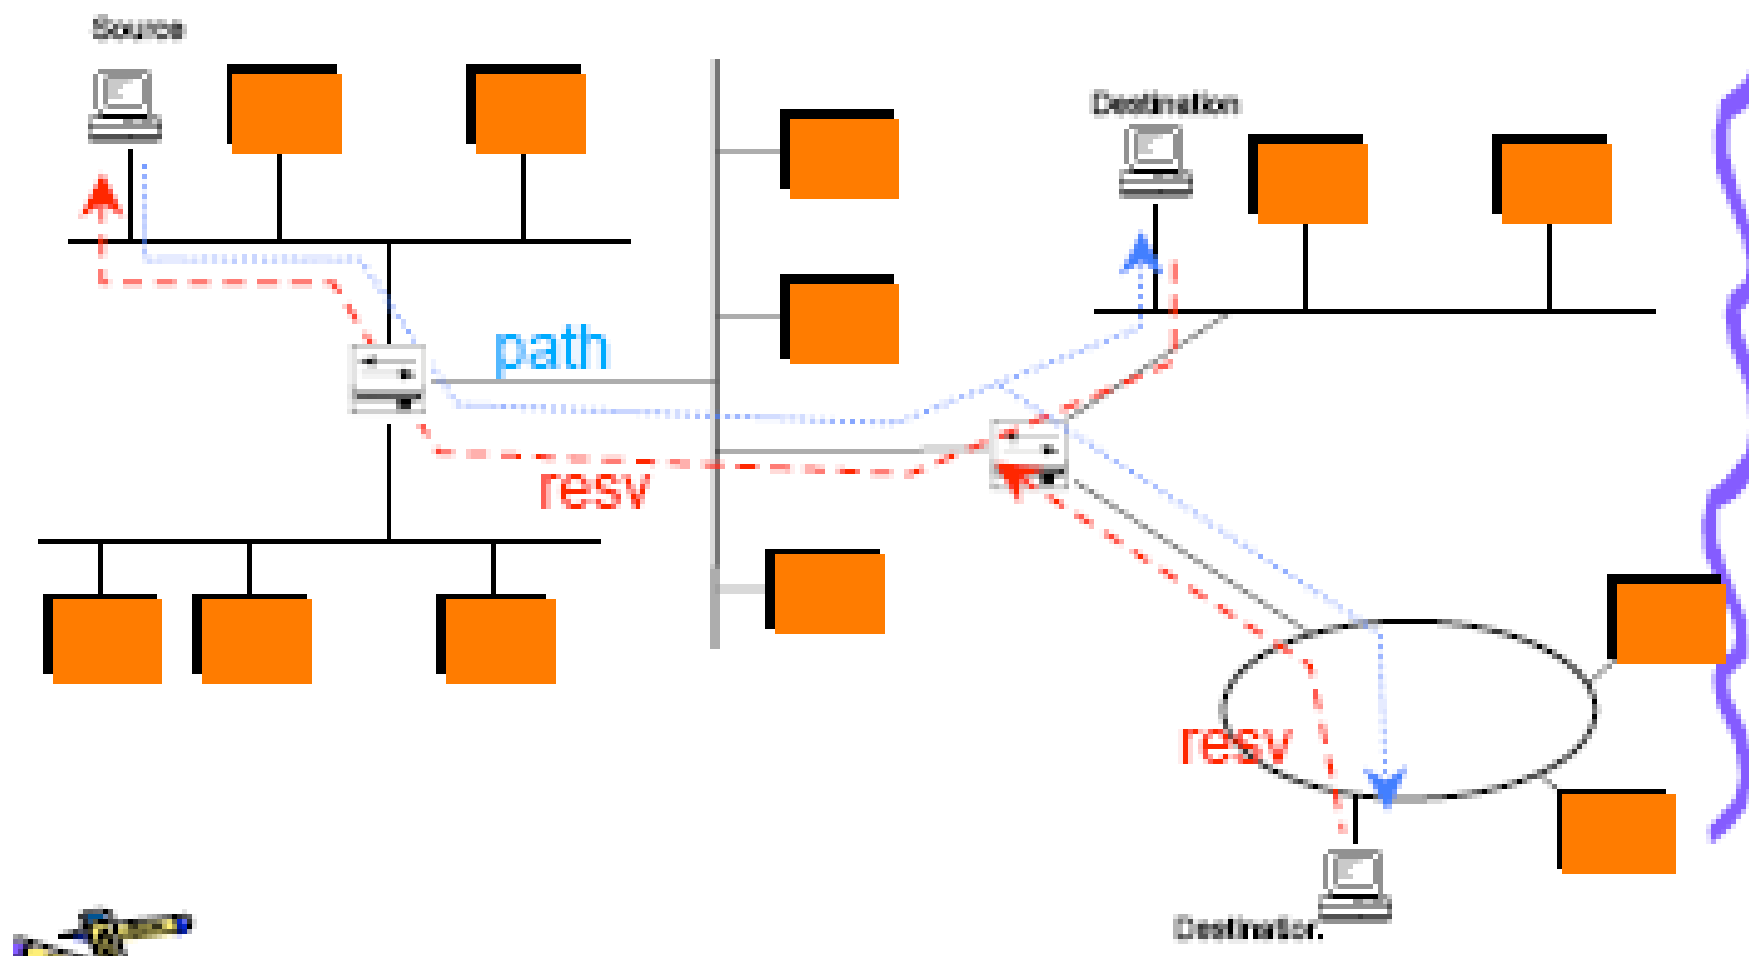 Source
Destination
path
resv
resv
Destination